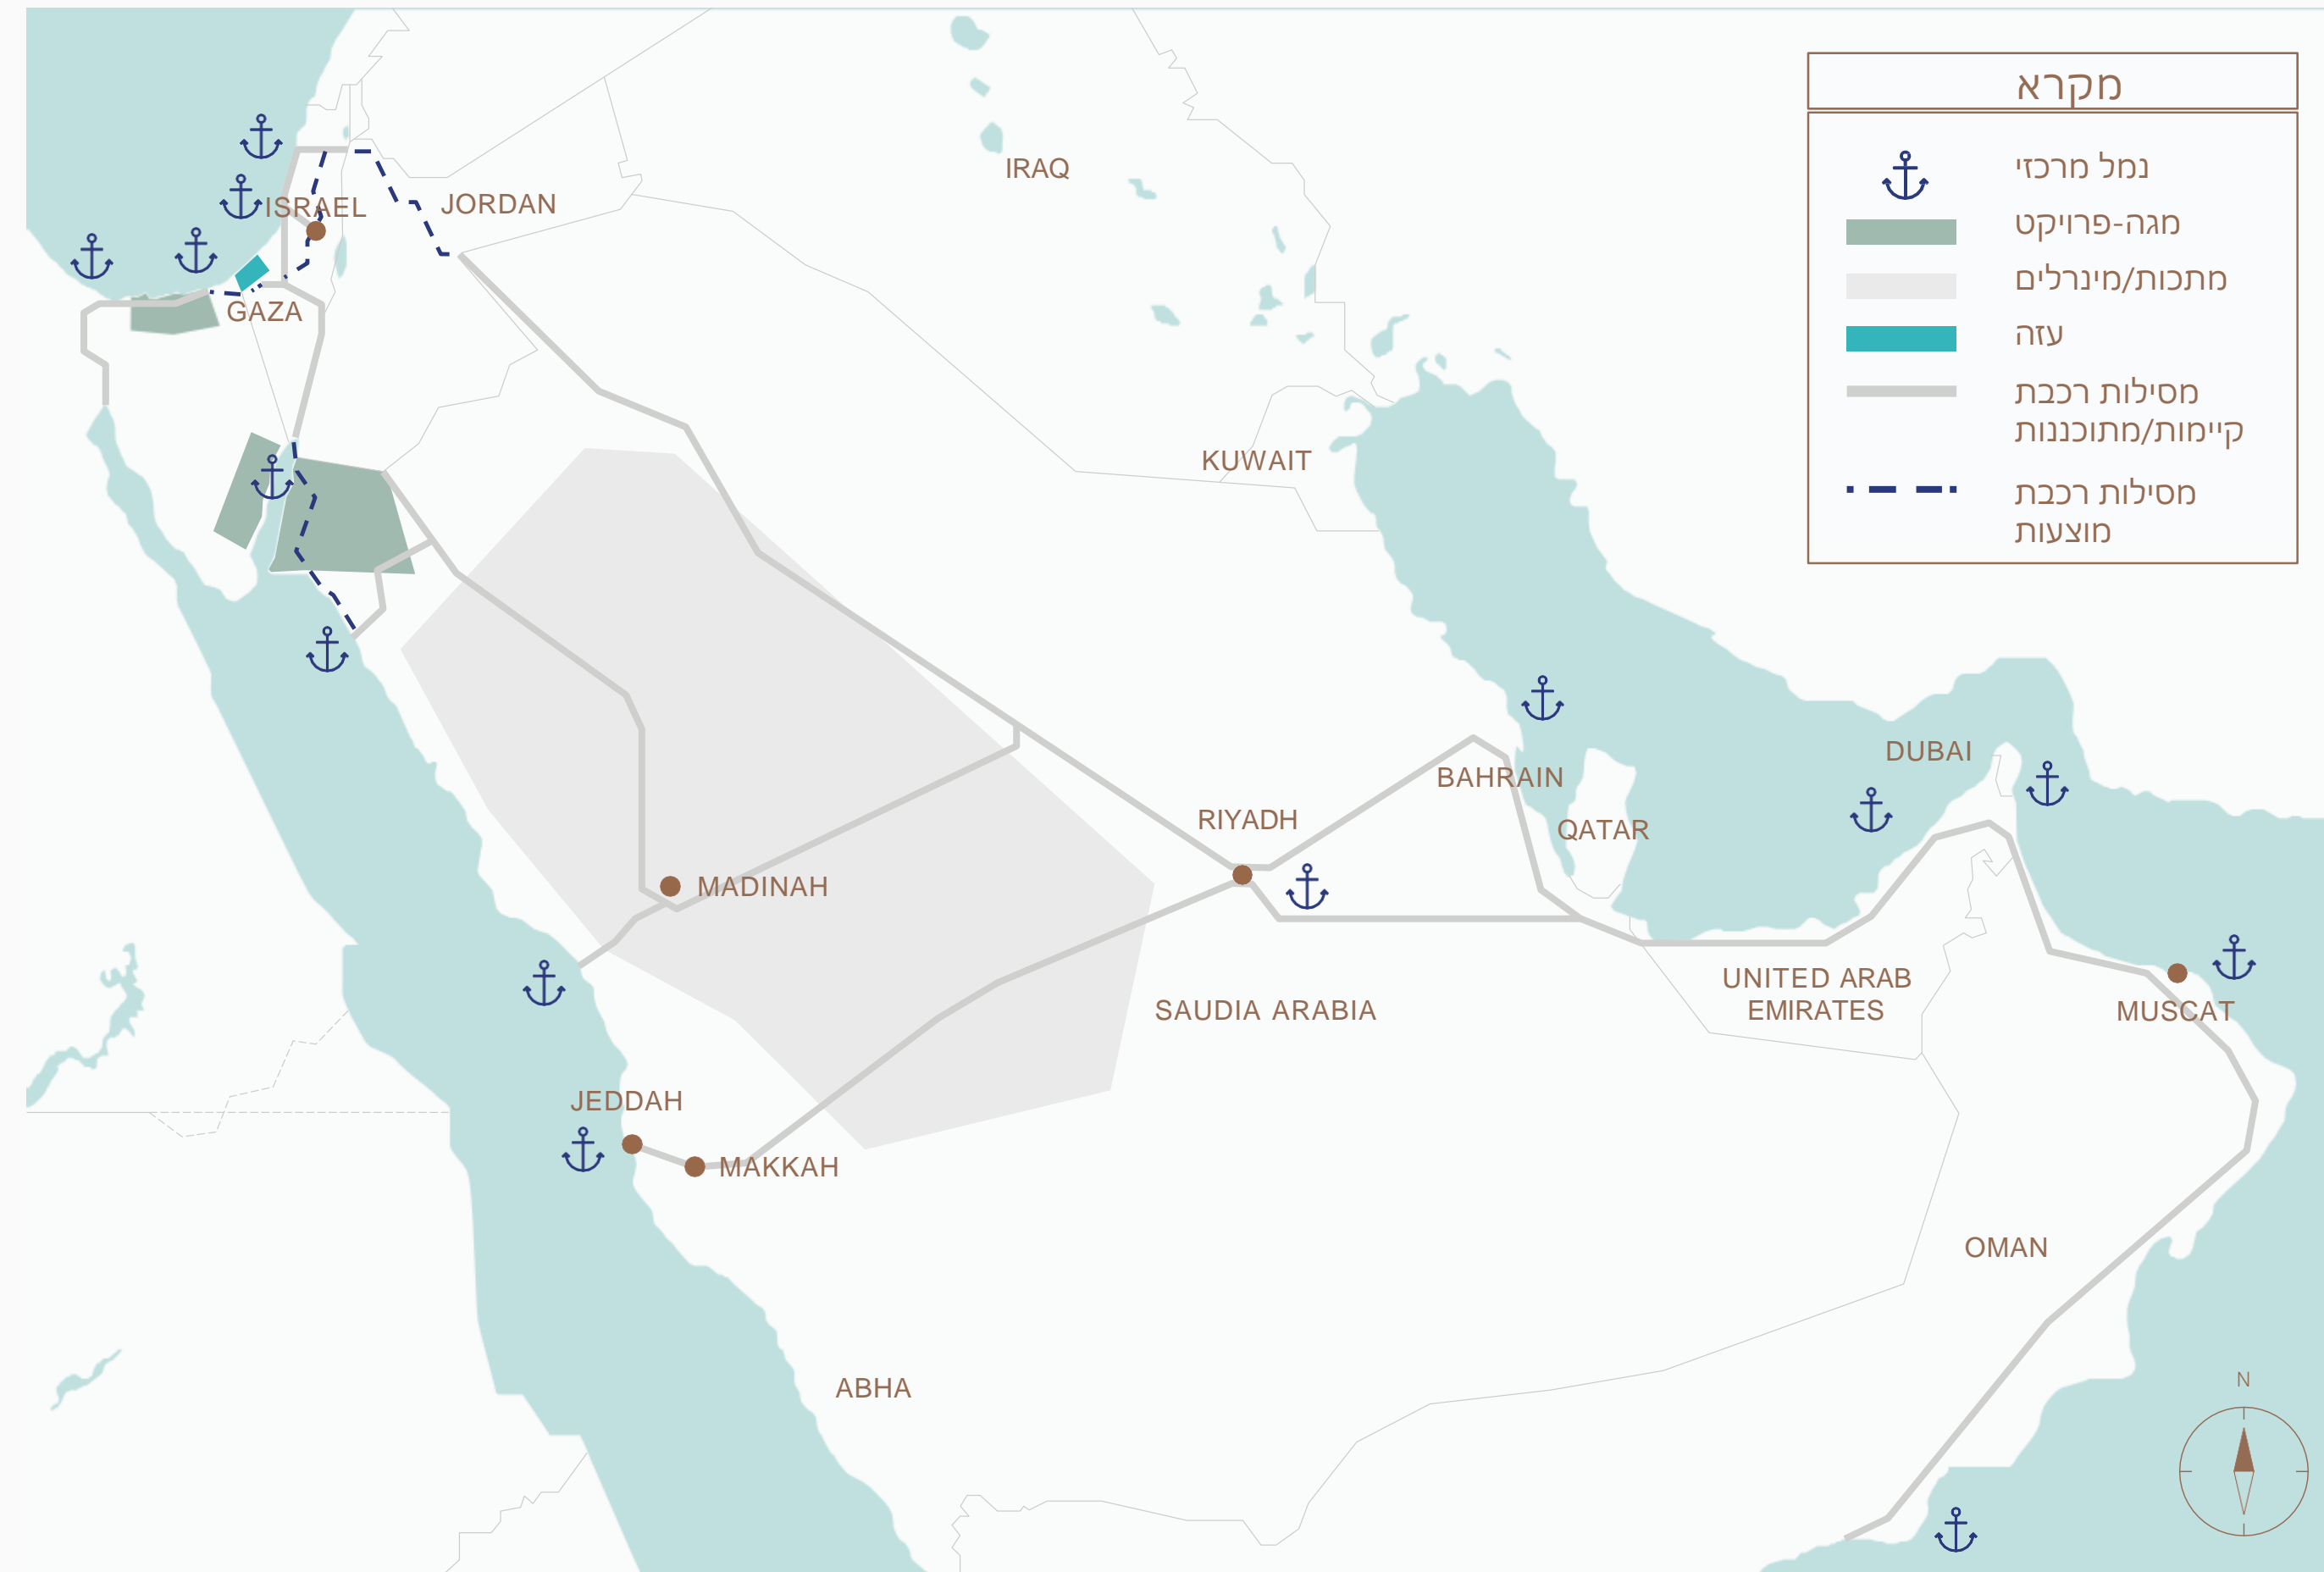 מקרא
נמל מרכזי
מגה-פרויקט
מתכות/מינרלים
עזה
מסילות רכבת
קיימות/מתוכננות
מסילות רכבת
מוצעות
IRAQ
ISRAEL
JORDAN
GAZA
KUWAIT
DUBAI
BAHRAIN
RIYADH
QATAR
MADINAH
UNITED ARAB
EMIRATES
SAUDIA ARABIA
MUSCAT
JEDDAH
MAKKAH
OMAN
ABHA
N